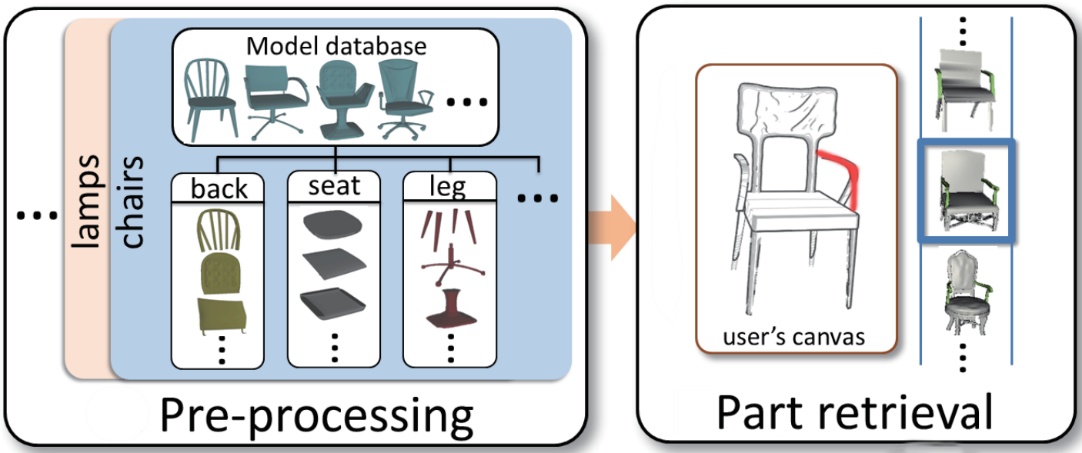 Model database
...
back
seat
leg
...
...
lamps
chairs
user's canvas
Pre-processing
Part retrieval